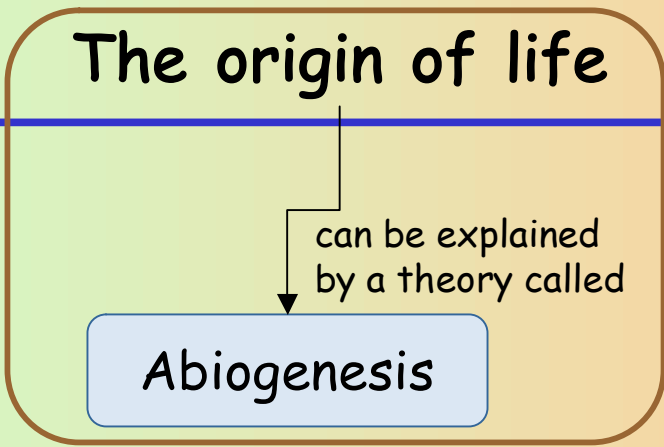 The origin of life
can be explained
by a theory called
Abiogenesis